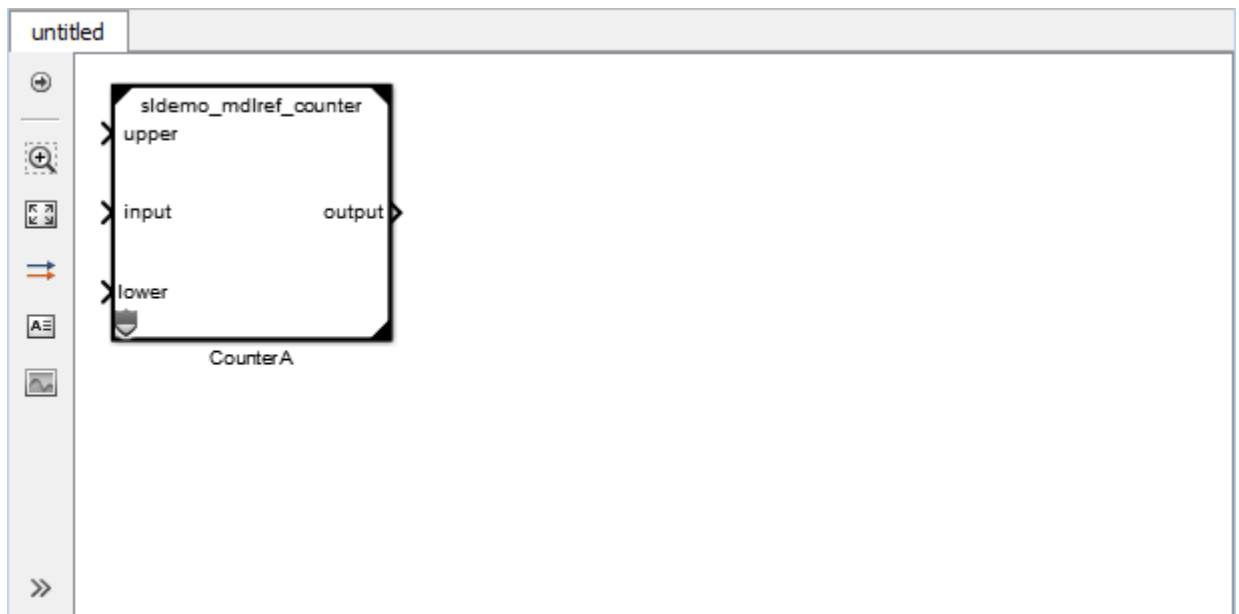 untitled
sldemo_mdlref_counter
upper
input
output
lower
CounterA